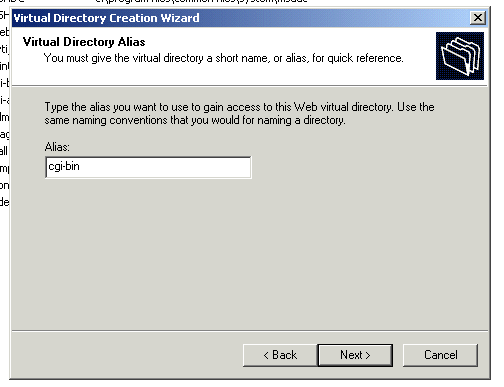 Virtual Directory Creation Wizard
Virtual Directory Alias
You must give the virtual directory a short name, or alias, for quick reference.
Type the alias you want to use to gain access to this Web virtual directory. Use the
same naming conventions that you would for naming a directory.
Alias:
cgi-bin
< Back
Next >
Cancel